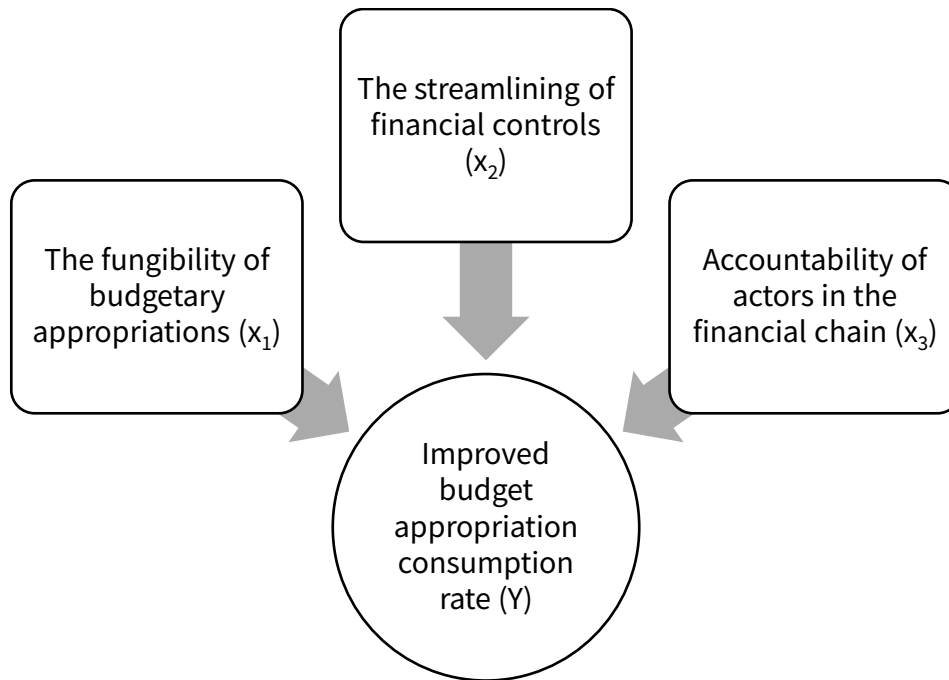 The streamlining of
financial controls
(x₂)
The fungibility of
budgetary
appropriations (x₁)
Accountability of
actors in the
financial chain (x₃)
Improved
budget
appropriation
consumption
rate (Y)